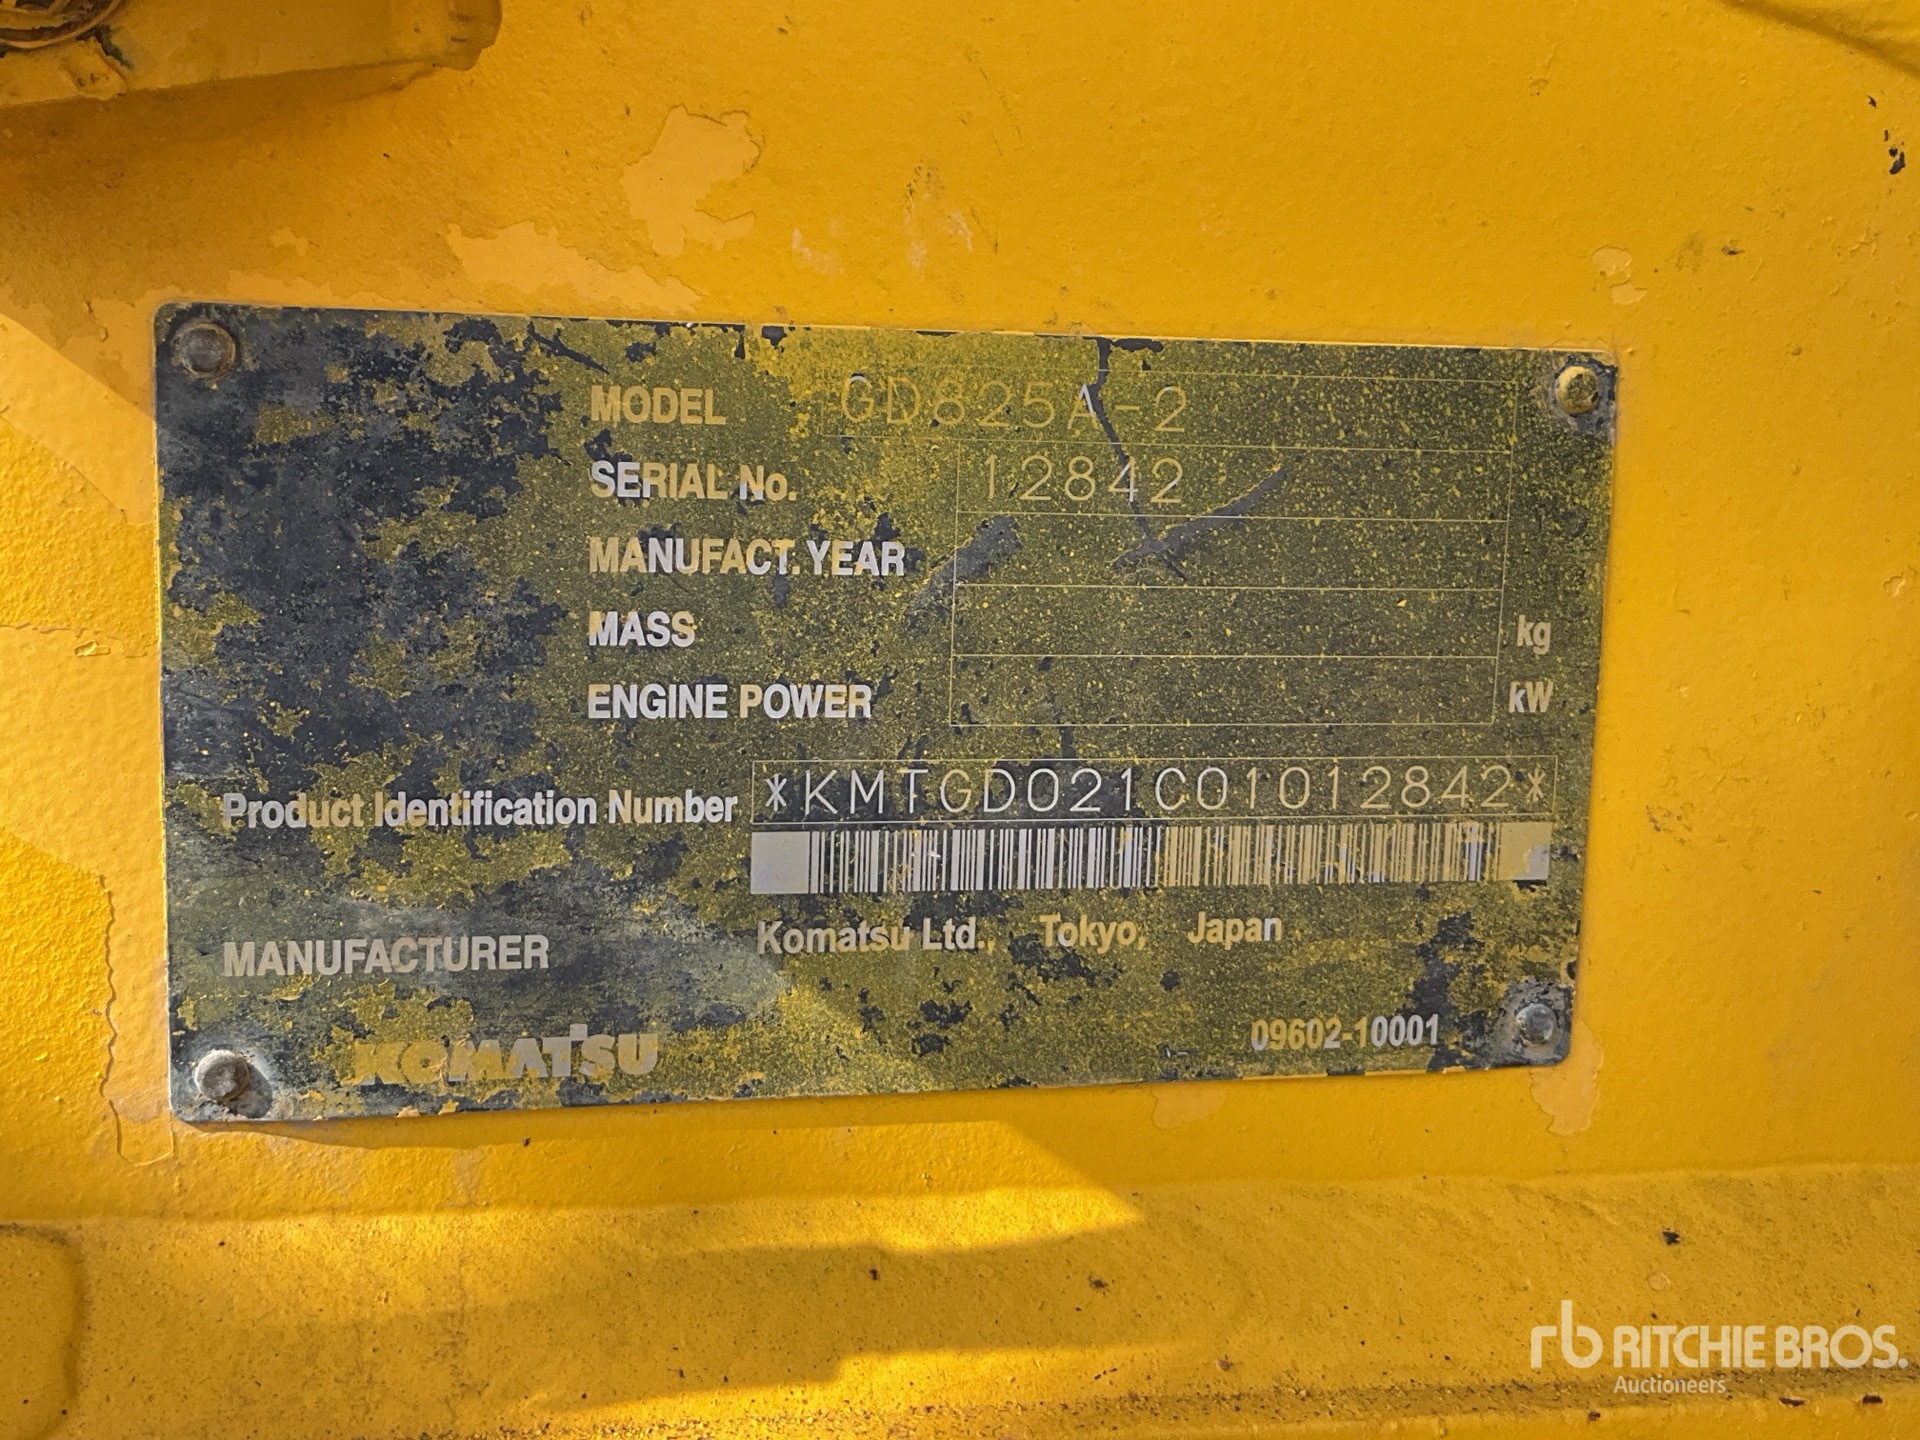 MODEL GD825A-2
SERIAL No. 12842
MANUFACT.YEAR
MASS kg
ENGINE POWER kW
Product Identification Number *KMTGD021C01012842*
MANUFACTURER Komatsu Ltd., Tokyo, Japan
KOMATSU 09602-10001
rb RITCHIE BROS.
Auctioneers